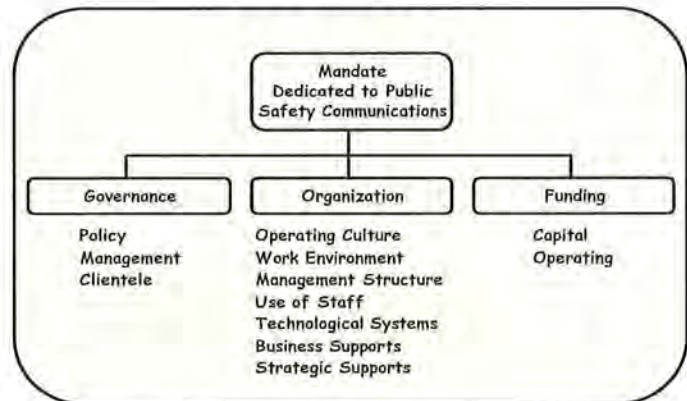 Mandate
Dedicated to Public
Safety Communications
Governance
Policy
Management
Clientele
Organization
Operating Culture
Work Environment
Management Structure
Use of Staff
Technological Systems
Business Supports
Strategic Supports
Funding
Capital
Operating